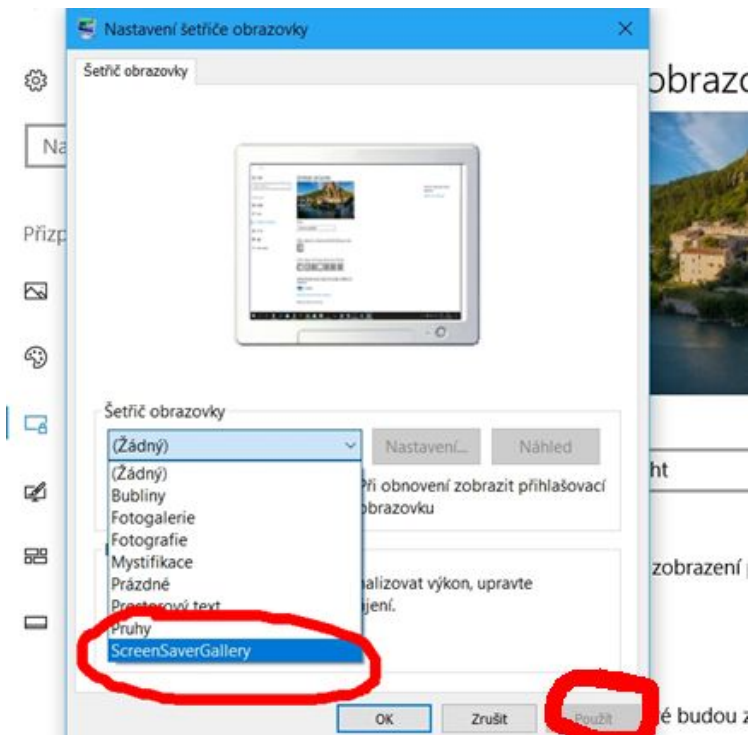 Nastavení šetřiče obrazovky
Šetřič obrazovky
obrazo
Na
Přizp
Šetřič obrazovky
(Žádný)
Nastavení...
Náhled
(Žádný)
Bubliny
Fotogalerie
Fotografie
Mystifikace
Prázdné
Prostorový text
Pruhy
ScreenSaverGallery
Při obnovení zobrazit přihlašovací
obrazovku
alizovat výkon, upravte
jení.
ht
zobrazení
OK
Zrušit
Použít
é budou z